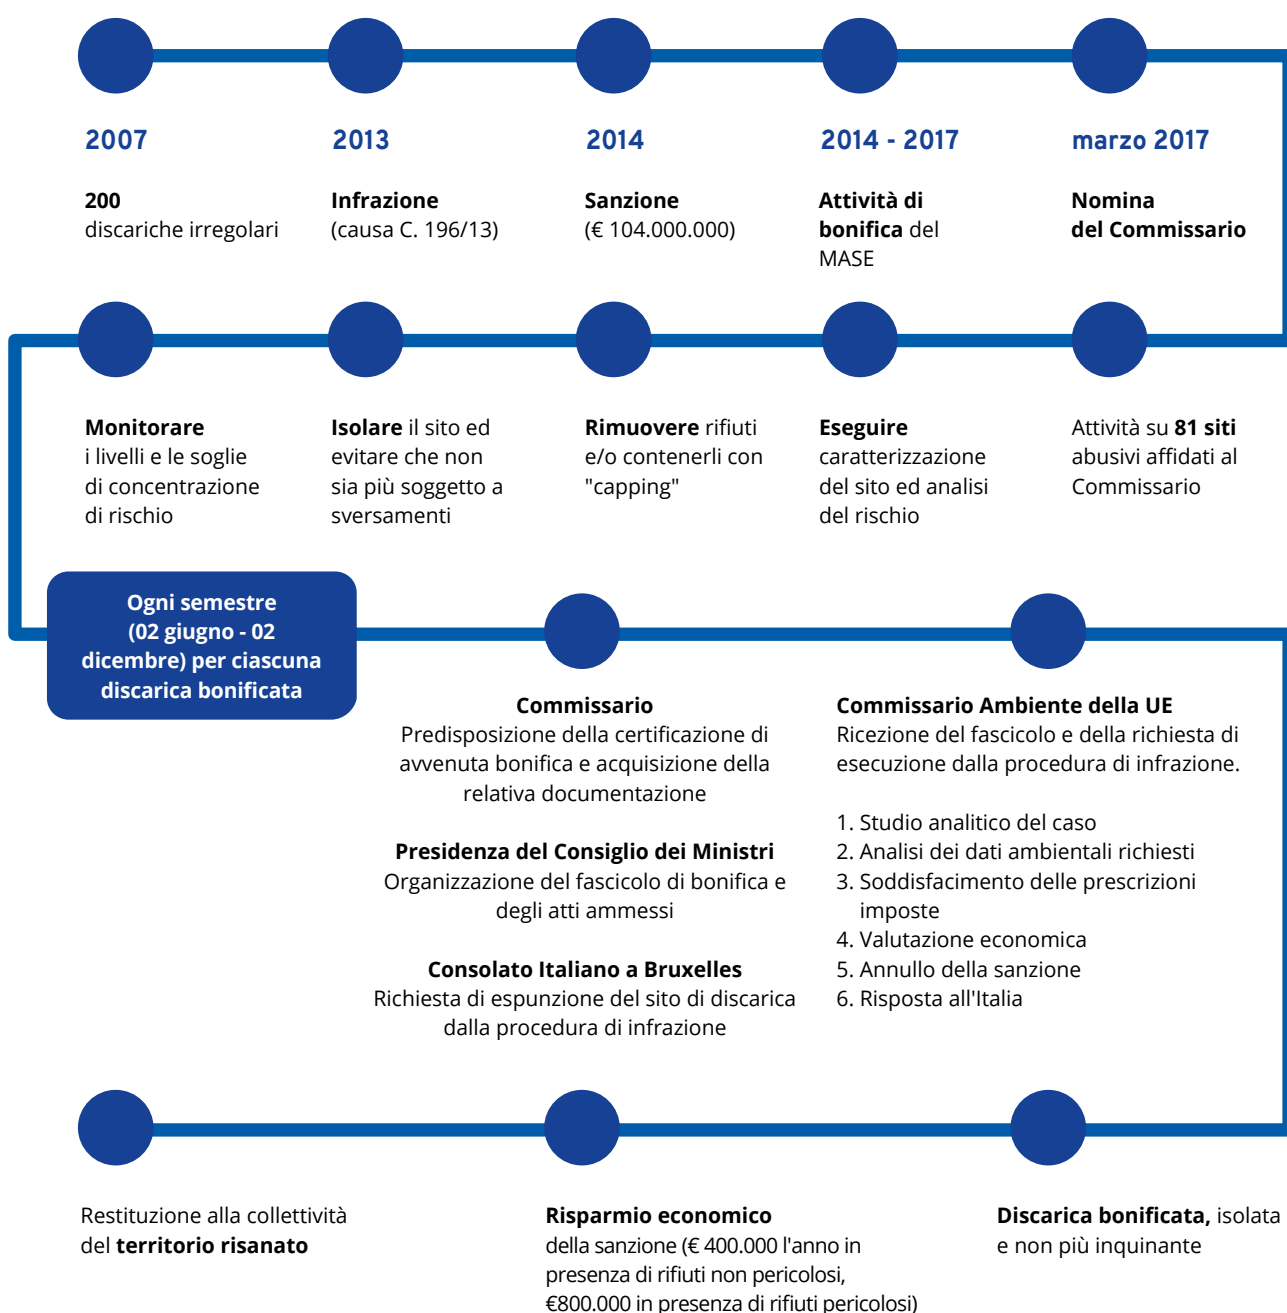 2007
200
discariche irregolari
2013
Infrazione
(causa C. 196/13)
2014
Sanzione
(€ 104.000.000)
2014 - 2017
Attività di
bonifica del
MASE
marzo 2017
Nomina
del Commissario
Attività su 81 siti
abusivi affidati al
Commissario
Eseguire
caratterizzazione
del sito ed analisi
del rischio
Rimuovere rifiuti
e/o contenerli con
"capping"
Isolare il sito ed
evitare che non
sia più soggetto a
sversamenti
Monitorare
i livelli e le soglie
di concentrazione
di rischio
Ogni semestre
(02 giugno - 02
dicembre) per ciascuna
discarica bonificata
Commissario
Predisposizione della certificazione di
avvenuta bonifica e acquisizione della
relativa documentazione
Presidenza del Consiglio dei Ministri
Organizzazione del fascicolo di bonifica e
degli atti ammessi
Consolato Italiano a Bruxelles
Richiesta di espunzione del sito di discarica
dalla procedura di infrazione
Commissario Ambiente della UE
Ricezione del fascicolo e della richiesta di
esecuzione dalla procedura di infrazione.
1. Studio analitico del caso
2. Analisi dei dati ambientali richiesti
3. Soddisfacimento delle prescrizioni
imposte
4. Valutazione economica
5. Annullo della sanzione
6. Risposta all'Italia
Discarica bonificata, isolata
e non più inquinante
Risparmio economico
della sanzione (€ 400.000 l'anno in
presenza di rifiuti non pericolosi,
€800.000 in presenza di rifiuti pericolosi)
Restituzione alla collettività
del territorio risanato